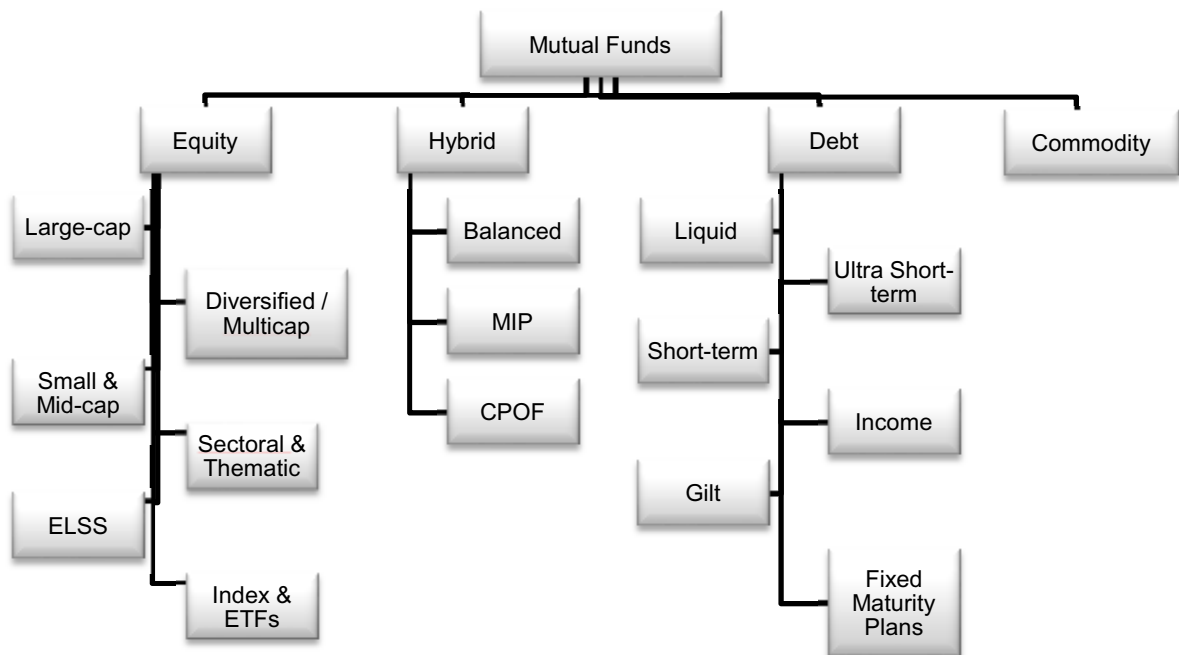 Mutual Funds
Equity
Hybrid
Debt
Commodity
Large-cap
Diversified /
Multicap
Small &
Mid-cap
Sectoral &
Thematic
ELSS
Index &
ETFs
Balanced
MIP
CPOF
Liquid
Ultra Short-
term
Short-term
Income
Gilt
Fixed
Maturity
Plans